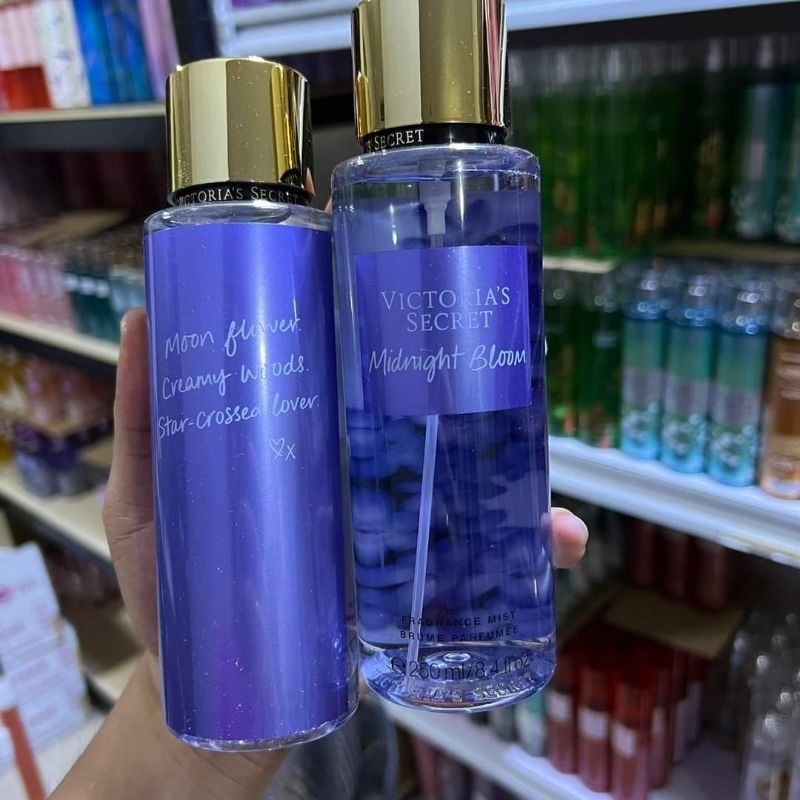 VICTORIA'S SECRET
Moon flower.
Creamy woods.
Star-crossed lover.
♡x
'S SECRET
VICTORIA'S
SECRET
Midnight Bloom
FRAGRANCE MIST
BRUME PARFUMÉE
℮ 250 ml/8.4 fl oz
VICTORIA'S SECRET